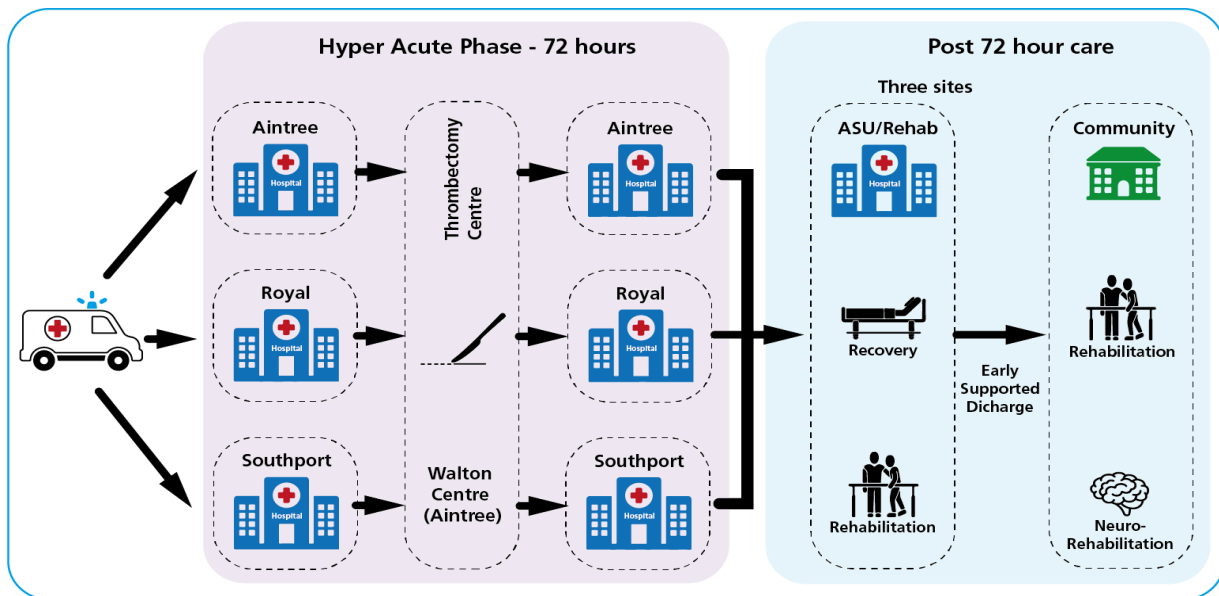 Hyper Acute Phase - 72 hours
Aintree
Hospital
Royal
Hospital
Southport
Hospital
Thrombectomy
Centre
Walton
Centre
(Aintree)
Aintree
Hospital
Royal
Hospital
Southport
Hospital
Post 72 hour care
Three sites
ASU/Rehab
Hospital
Recovery
Rehabilitation
Early
Supported
Dicharge
Community
Rehabilitation
Neuro-
Rehabilitation